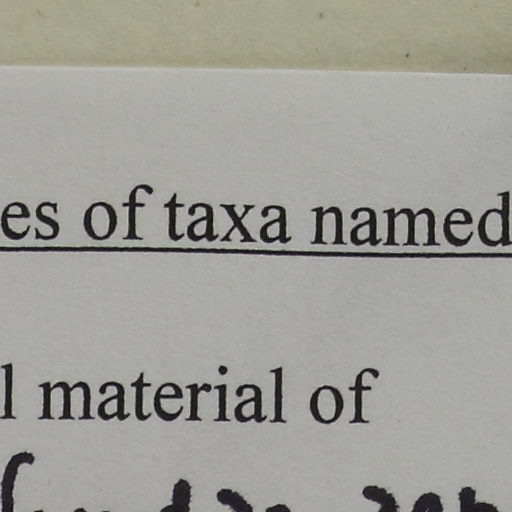 es of taxa named
l material of